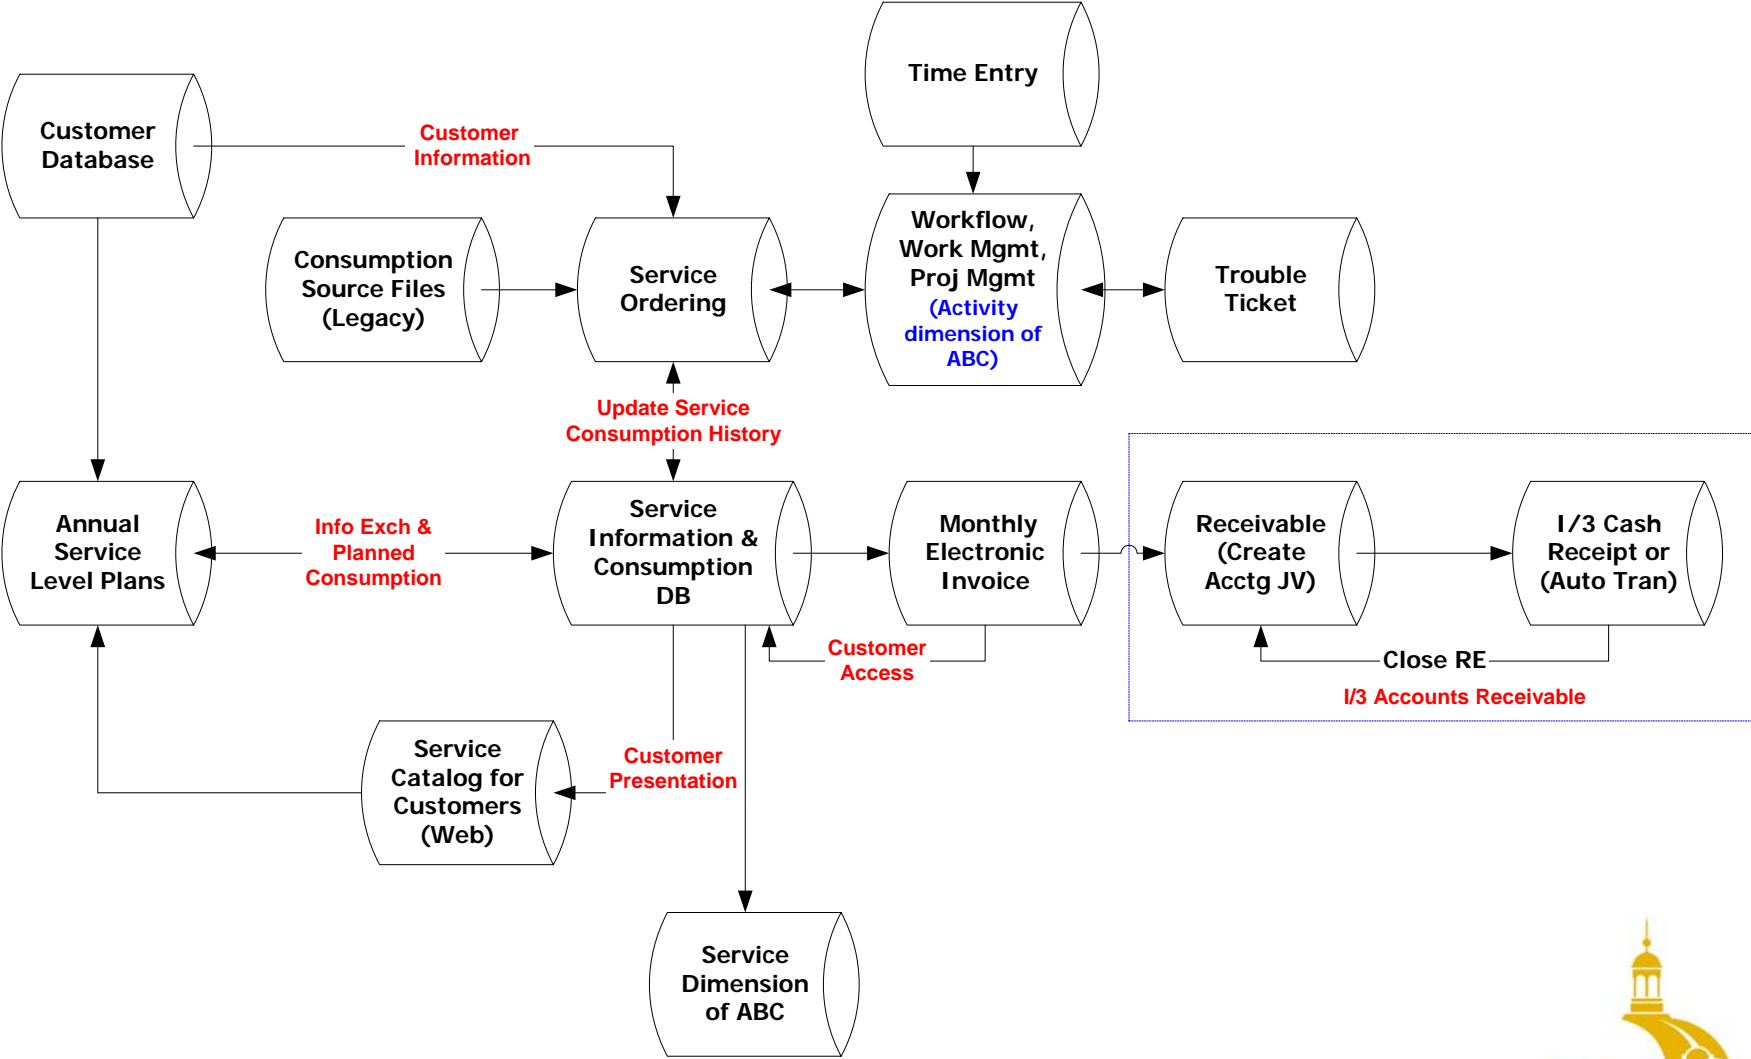 Time Entry
Customer
Database
Customer
Information
Consumption
Source Files
(Legacy)
Service
Ordering
Workflow,
Work Mgmt,
Proj Mgmt
(Activity
dimension of
ABC)
Trouble
Ticket
Update Service
Consumption History
Annual
Service
Level Plans
Info Exch &
Planned
Consumption
Service
Information &
Consumption
DB
Monthly
Electronic
Invoice
Receivable
(Create
Acctg JV)
I/3 Cash
Receipt or
(Auto Tran)
Customer
Access
Close RE
I/3 Accounts Receivable
Service
Catalog for
Customers
(Web)
Customer
Presentation
Service
Dimension
of ABC